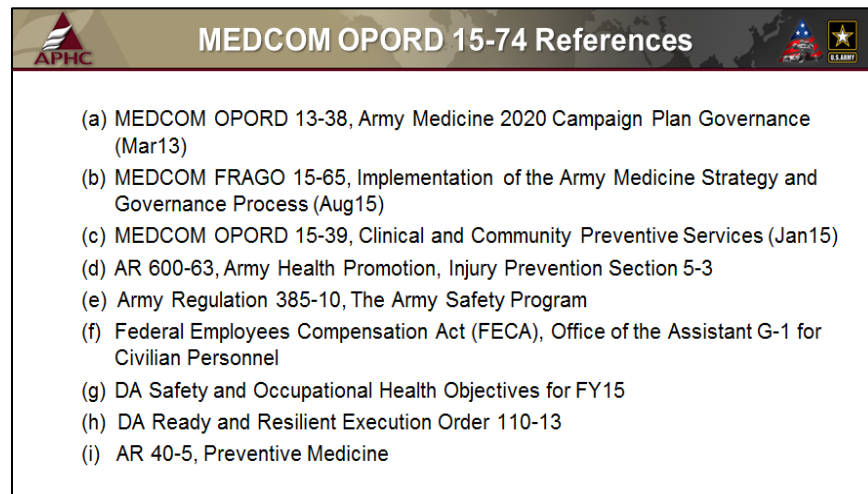 APHC
MEDCOM OPORD 15-74 References
U.S.ARMY
(a) MEDCOM OPORD 13-38, Army Medicine 2020 Campaign Plan Governance
(Mar13)
(b) MEDCOM FRAGO 15-65, Implementation of the Army Medicine Strategy and
Governance Process (Aug15)
(c) MEDCOM OPORD 15-39, Clinical and Community Preventive Services (Jan15)
(d) AR 600-63, Army Health Promotion, Injury Prevention Section 5-3
(e) Army Regulation 385-10, The Army Safety Program
(f) Federal Employees Compensation Act (FECA), Office of the Assistant G-1 for
Civilian Personnel
(g) DA Safety and Occupational Health Objectives for FY15
(h) DA Ready and Resilient Execution Order 110-13
(i) AR 40-5, Preventive Medicine